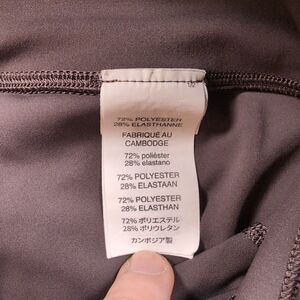 72% POLYESTER
28% ELASTHANNE
FABRIQUÉ AU
CAMBODGE
72% poliéster
28% elastano
72% POLYESTER
28% ELASTAAN
72% POLYESTER
28% ELASTHAN
72% ポリエステル
28% ポリウレタン
カンボジア製